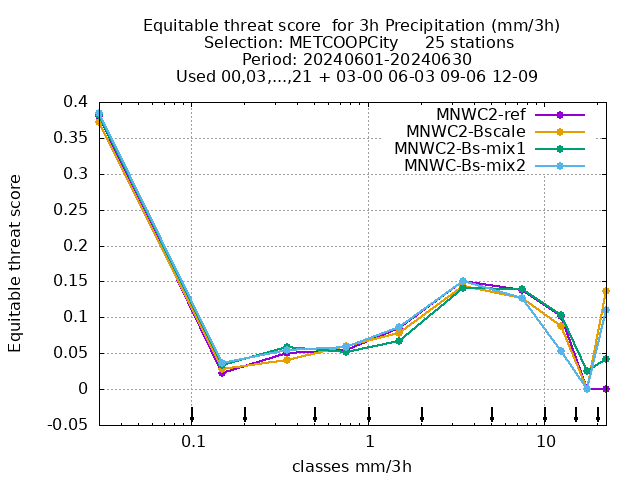 Equitable threat score  for 3h Precipitation (mm/3h)
Selection: METCOOPCity     25 stations
Period: 20240601-20240630
Used 00,03,...,21 + 03-00 06-03 09-06 12-09
MNWC2-ref
MNWC2-Bscale
MNWC2-Bs-mix1
MNWC-Bs-mix2
0.4
0.35
0.3
0.25
0.2
0.15
0.1
0.05
0
-0.05
Equitable threat score
0.1 1 10
classes mm/3h